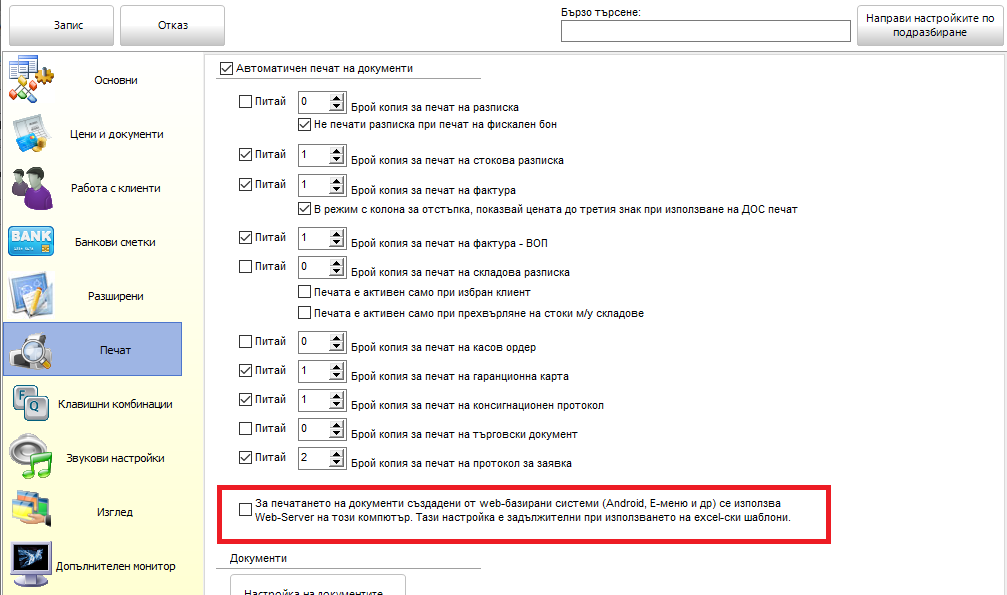 Запис
Отказ
Бързо търсене:
Направи настройките по
подразбиране
Основни
Цени и документи
Работа с клиенти
BANK
Банкови сметки
Разширени
Печат
F
Q
Клавишни комбинации
Звукови настройки
Изглед
Допълнителен монитор
Автоматичен печат на документи
Питай 0 Брой копия за печат на разписка
Не печати разписка при печат на фискален бон
Питай 1 Брой копия за печат на стокова разписка
Питай 1 Брой копия за печат на фактура
В режим с колона за отстъпка, показвай цената до третия знак при използване на ДОС печат
Питай 1 Брой копия за печат на фактура - ВОП
Питай 0 Брой копия за печат на складова разписка
Печата е активен само при избран клиент
Печата е активен само при прехвърляне на стоки м/у складове
Питай 0 Брой копия за печат на касов ордер
Питай 1 Брой копия за печат на гаранционна карта
Питай 1 Брой копия за печат на консигнационен протокол
Питай 0 Брой копия за печат на търговски документ
Питай 2 Брой копия за печат на протокол за заявка
За печатането на документи създадени от web-базирани системи (Android, E-меню и др) се използва
Web-Server на този компютър. Тази настройка е задължителни при използването на excel-ски шаблони.
Документи
Настройка на документите